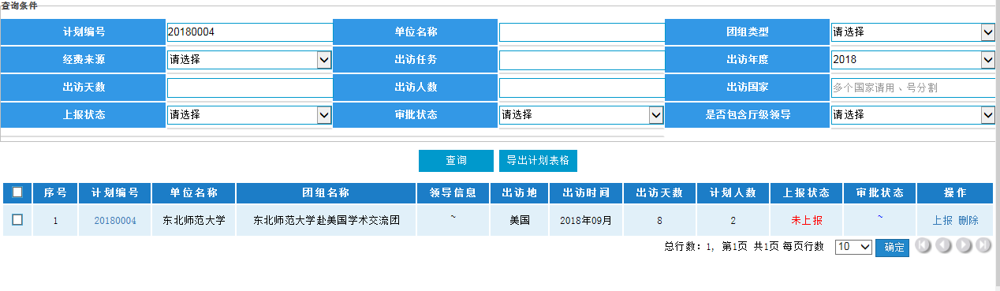 查询条件
计划编号 20180004 单位名称 团组类型 请选择
经费来源 请选择 出访任务 出访年度 2018
出访天数 出访人数 出访国家 多个国家请用、号分割
上报状态 请选择 审批状态 请选择 是否包含厅级领导 请选择
查询 导出计划表格
序号 计划编号 单位名称 团组名称 领导信息 出访地 出访时间 出访天数 计划人数 上报状态 审批状态 操作
1 20180004 东北师范大学 东北师范大学赴美国学术交流团 ~ 美国 2018年09月 8 2 未上报 ~ 上报 删除
总行数：1, 第1页 共1页 每页行数 10 确定